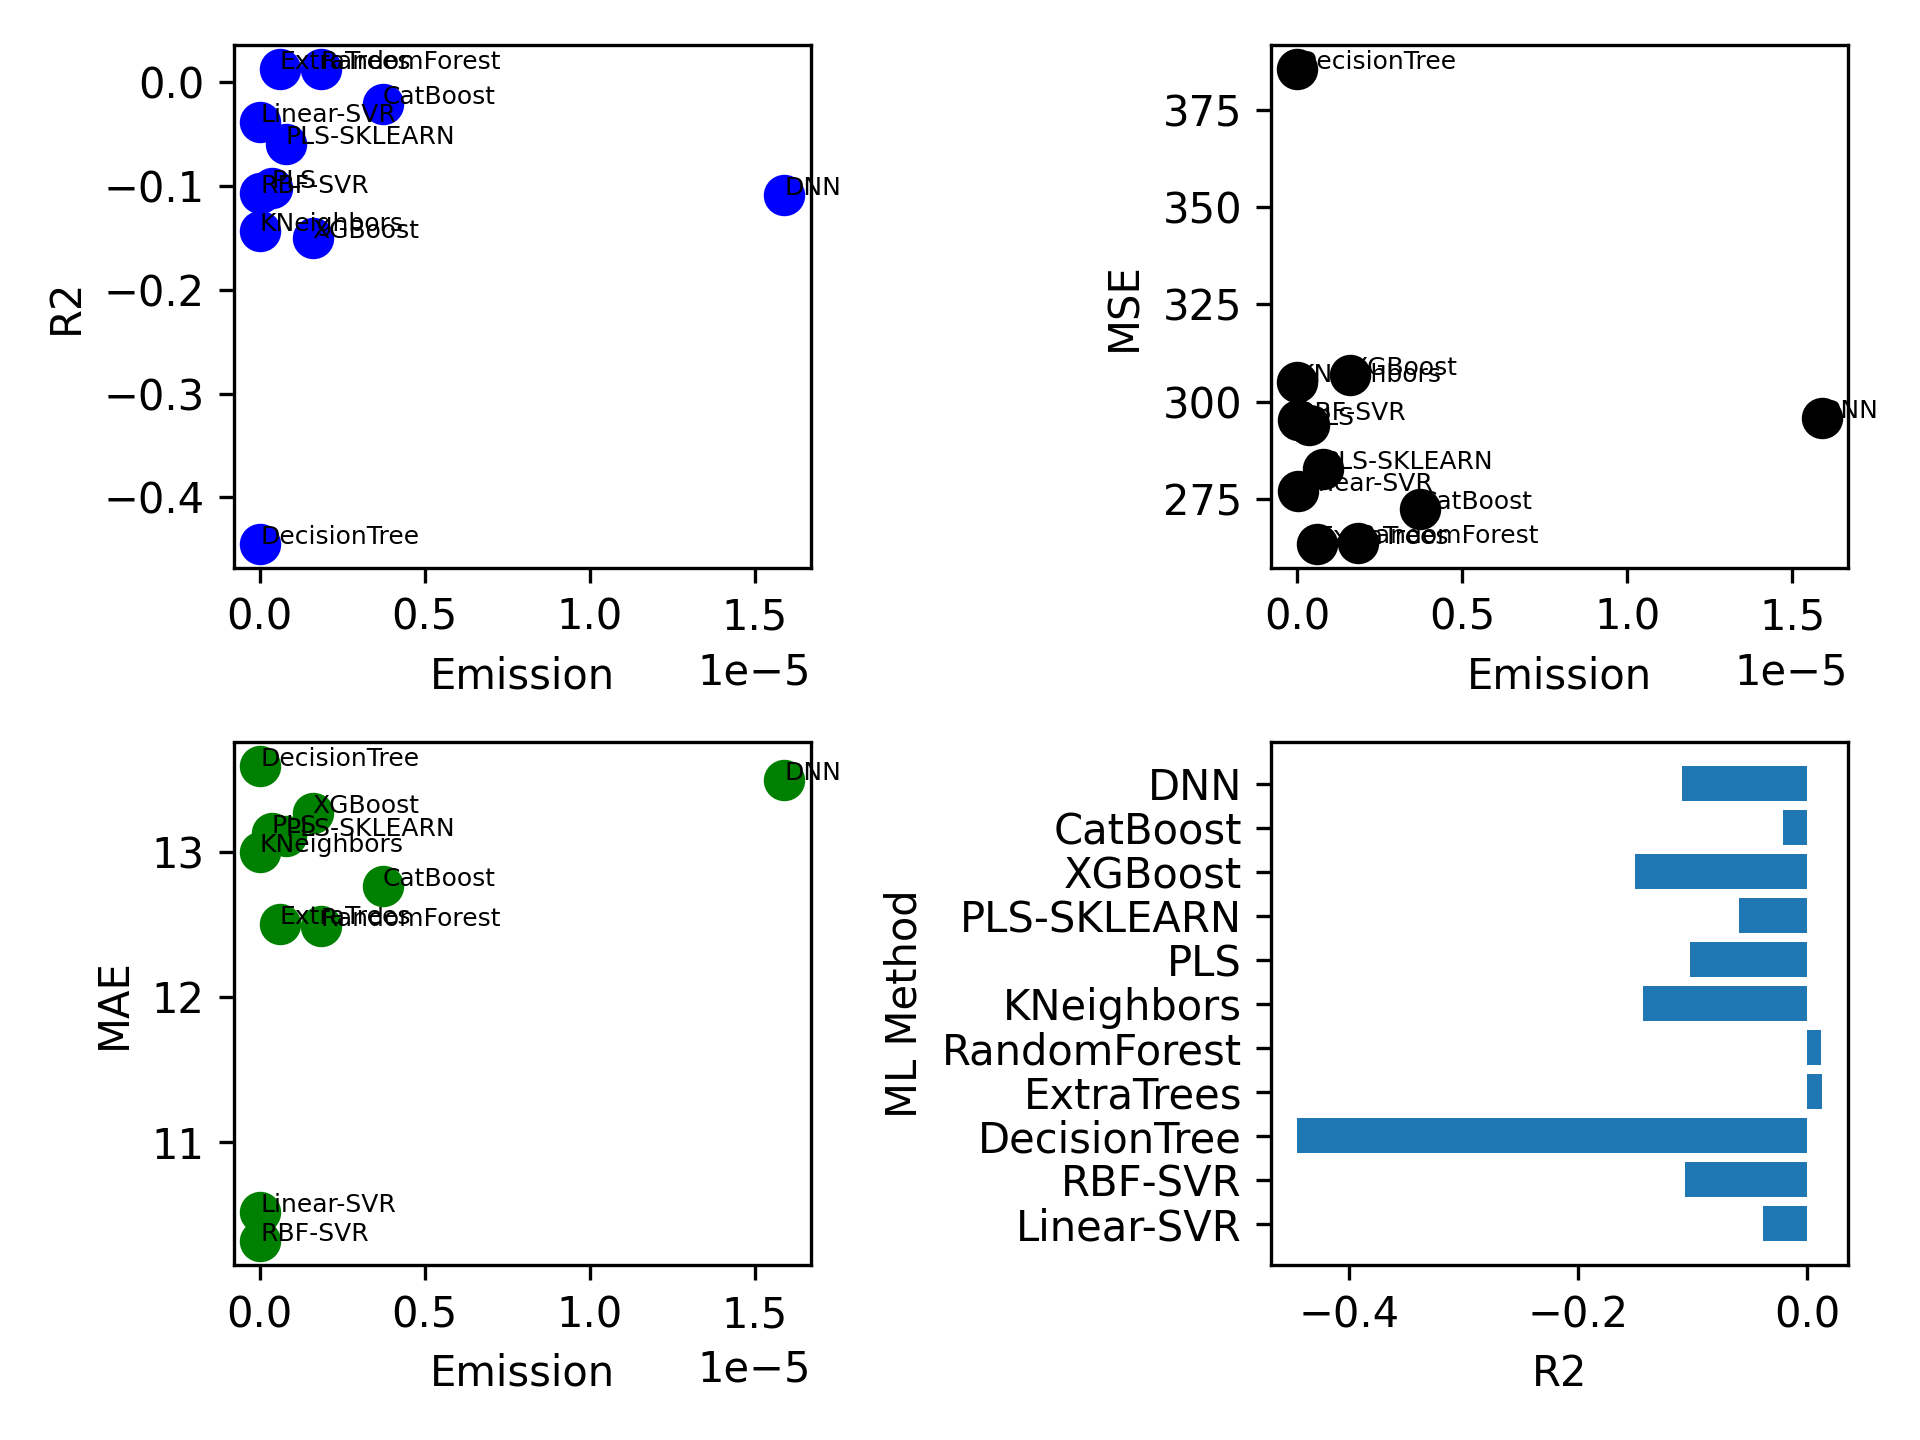 0.0
−0.1
−0.2
−0.3
−0.4
R2
ExtraTrees
RandomForest
CatBoost
Linear-SVR
PLS-SKLEARN
PLS
RBF-SVR
DNN
KNeighbors
XGBoost
DecisionTree
0.0 0.5 1.0 1.5
Emission
1e−5
375
350
325
300
275
MSE
DecisionTree
XGBoost
KNeighbors
RBF-SVR
PLS
DNN
PLS-SKLEARN
Linear-SVR
CatBoost
ExtraTrees
RandomForest
0.0 0.5 1.0 1.5
Emission
1e−5
13
12
11
MAE
DecisionTree
DNN
XGBoost
PLS
PLS-SKLEARN
KNeighbors
CatBoost
ExtraTrees
RandomForest
Linear-SVR
RBF-SVR
0.0 0.5 1.0 1.5
Emission
1e−5
ML Method
DNN
CatBoost
XGBoost
PLS-SKLEARN
PLS
KNeighbors
RandomForest
ExtraTrees
DecisionTree
RBF-SVR
Linear-SVR
−0.4 −0.2 0.0
R2